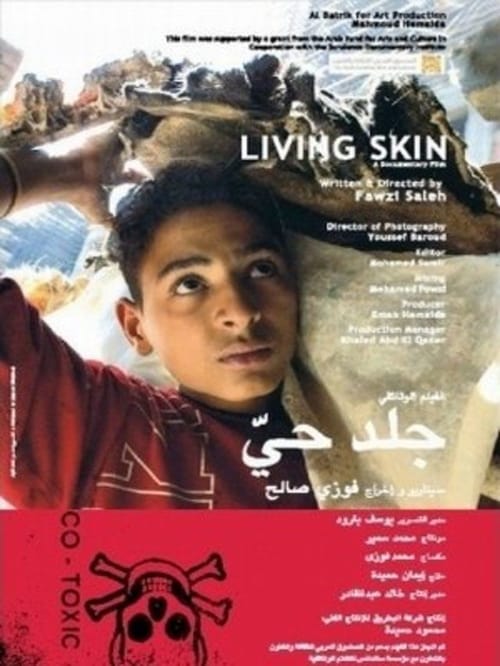 Al Batrik for Art Production
Mahmoud Hemaida
This film was supported by a grant from the Arab Fund for Arts and Culture in
Cooperation with the Sundance Documentary Institute
LIVING SKIN
A Documentary Film
Written & Directed by
Fawzi Saleh
Director of Photography
Youssef Baroud
Editor
Mohamed Samir
Mixing
Mohamed Fawzi
Producer
Eman Hemaida
Production Manager
Khaled Abd El Qader
الفيلم الوثائقي
جلد حيّ
سيناريو و إخراج فوزي صالح
مدير التصوير يوسف بارود
مونتاج محمد سمير
مكساج محمد فوزى
منتج إيمان حميدة
مدير إنتاج خالد عبدالقادر
إنتاج شركة البطريق للإنتاج الفني
محمود حميدة
CO - TOXIC